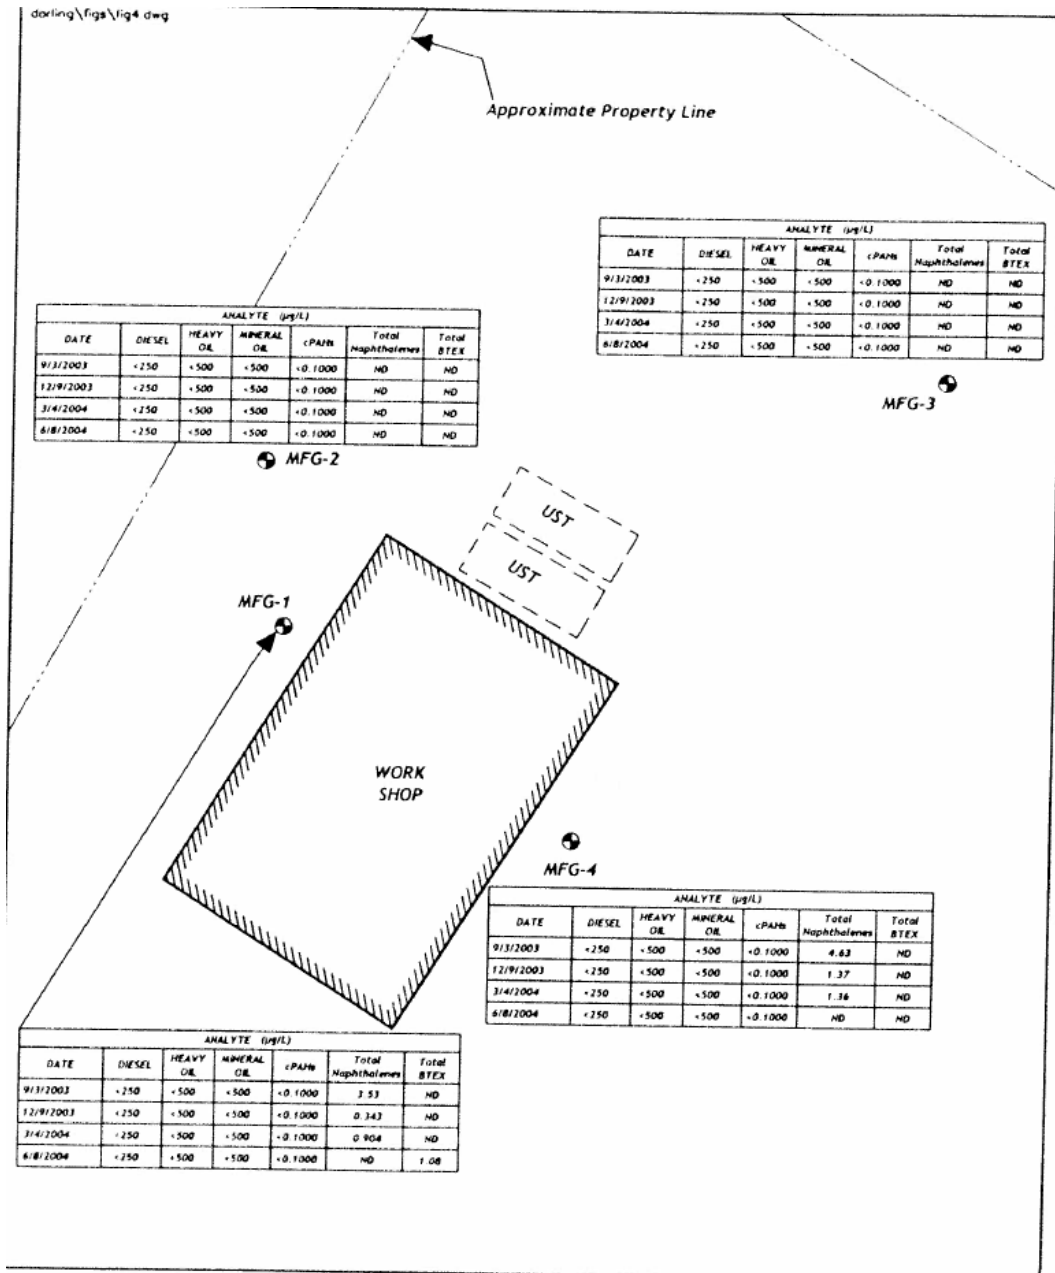 darling\figs\fig4.dwg
Approximate Property Line
ANALYTE (µg/L)
DATE DIESEL HEAVY OIL MINERAL OIL cPAHs Total Naphthalenes Total BTEX
9/3/2003 <250 <500 <500 <0.1000 ND ND
12/9/2003 <250 <500 <500 <0.1000 ND ND
3/4/2004 <250 <500 <500 <0.1000 ND ND
6/8/2004 <250 <500 <500 <0.1000 ND ND
MFG-3
ANALYTE (µg/L)
DATE DIESEL HEAVY OIL MINERAL OIL cPAHs Total Naphthalenes Total BTEX
9/3/2003 <250 <500 <500 <0.1000 ND ND
12/9/2003 <250 <500 <500 <0.1000 ND ND
3/4/2004 <250 <500 <500 <0.1000 ND ND
6/8/2004 <250 <500 <500 <0.1000 ND ND
MFG-2
UST
UST
MFG-1
WORK
SHOP
MFG-4
ANALYTE (µg/L)
DATE DIESEL HEAVY OIL MINERAL OIL cPAHs Total Naphthalenes Total BTEX
9/3/2003 <250 <500 <500 <0.1000 4.63 ND
12/9/2003 <250 <500 <500 <0.1000 1.37 ND
3/4/2004 <250 <500 <500 <0.1000 1.36 ND
6/8/2004 <250 <500 <500 <0.1000 ND ND
ANALYTE (µg/L)
DATE DIESEL HEAVY OIL MINERAL OIL cPAHs Total Naphthalenes Total BTEX
9/3/2003 <250 <500 <500 <0.1000 3.53 ND
12/9/2003 <250 <500 <500 <0.1000 0.343 ND
3/4/2004 <250 <500 <500 <0.1000 0.904 ND
6/8/2004 <250 <500 <500 <0.1000 ND 1.08